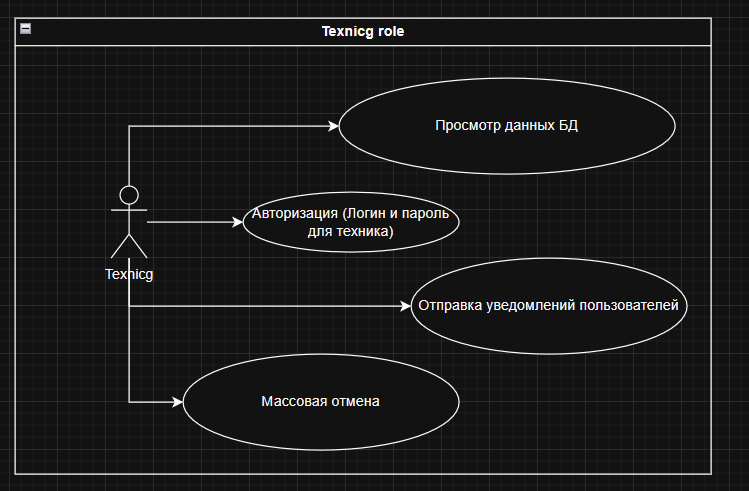 Texnicg role
Просмотр данных БД
Авторизация (Логин и пароль
для техника)
Texnicg
Отправка уведомлений пользователей
Массовая отмена